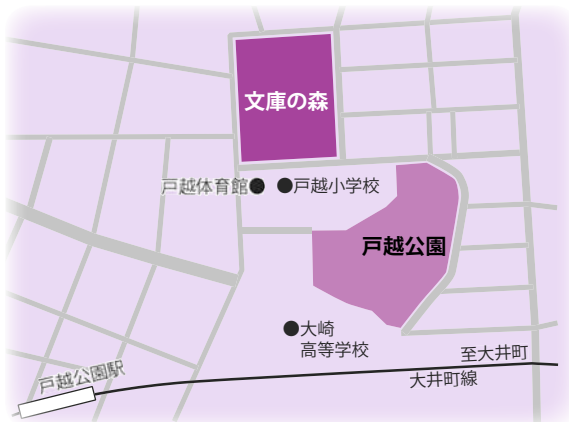 文庫の森
戸越体育館
戸越小学校
戸越公園
大崎
高等学校
至大井町
大井町線
戸越公園駅